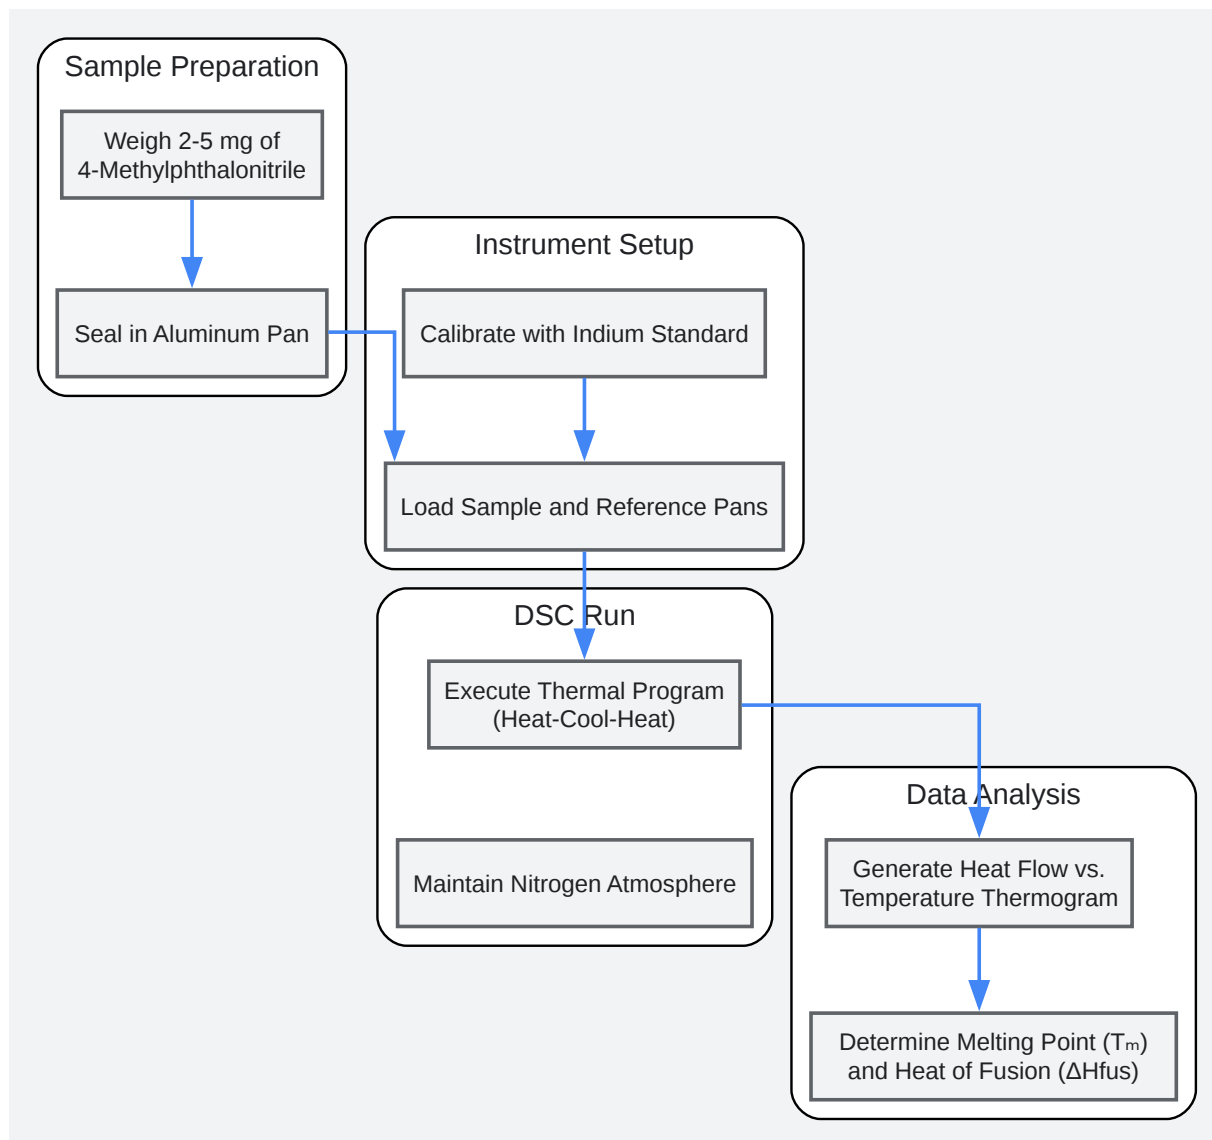 Sample Preparation
Weigh 2-5 mg of
4-Methylphthalonitrile
Seal in Aluminum Pan
Instrument Setup
Calibrate with Indium Standard
Load Sample and Reference Pans
DSC Run
Execute Thermal Program
(Heat-Cool-Heat)
Maintain Nitrogen Atmosphere
Data Analysis
Generate Heat Flow vs.
Temperature Thermogram
Determine Melting Point (Tₘ)
and Heat of Fusion (ΔHfus)